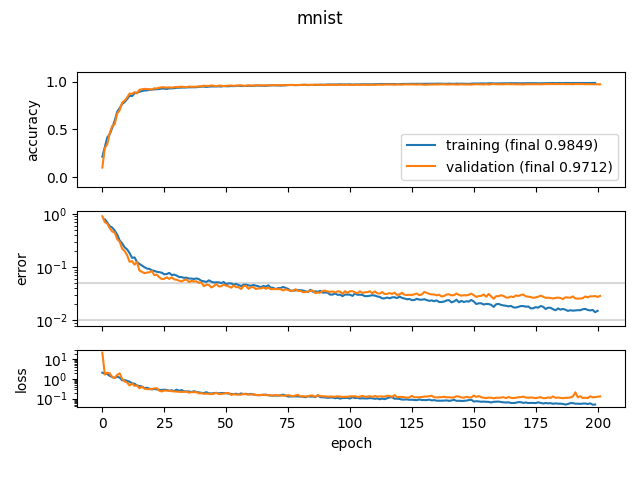 mnist
accuracy
1.0
0.5
0.0
training (final 0.9849)
validation (final 0.9712)
error
10⁰
10⁻¹
10⁻²
loss
10¹
10⁰
10⁻¹
0 25 50 75 100 125 150 175 200
epoch